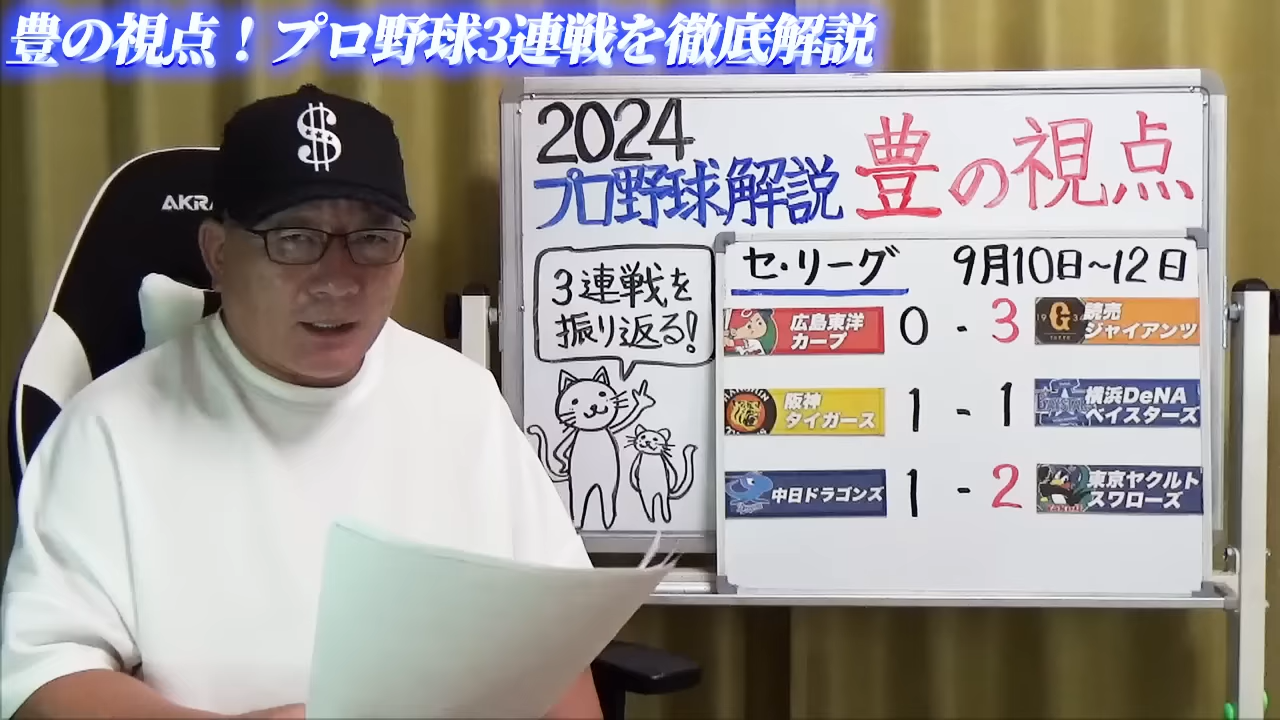 豊の視点！プロ野球3連戦を徹底解説
$
AKRA
2024
プロ野球解説
豊の視点
3連戦を
振り返る！
セ・リーグ 9月10日～12日
広島東洋
カープ
0 - 3
読売
ジャイアンツ
阪神
タイガース
1 - 1
横浜DeNA
ベイスターズ
中日ドラゴンズ
1 - 2
東京ヤクルト
スワローズ